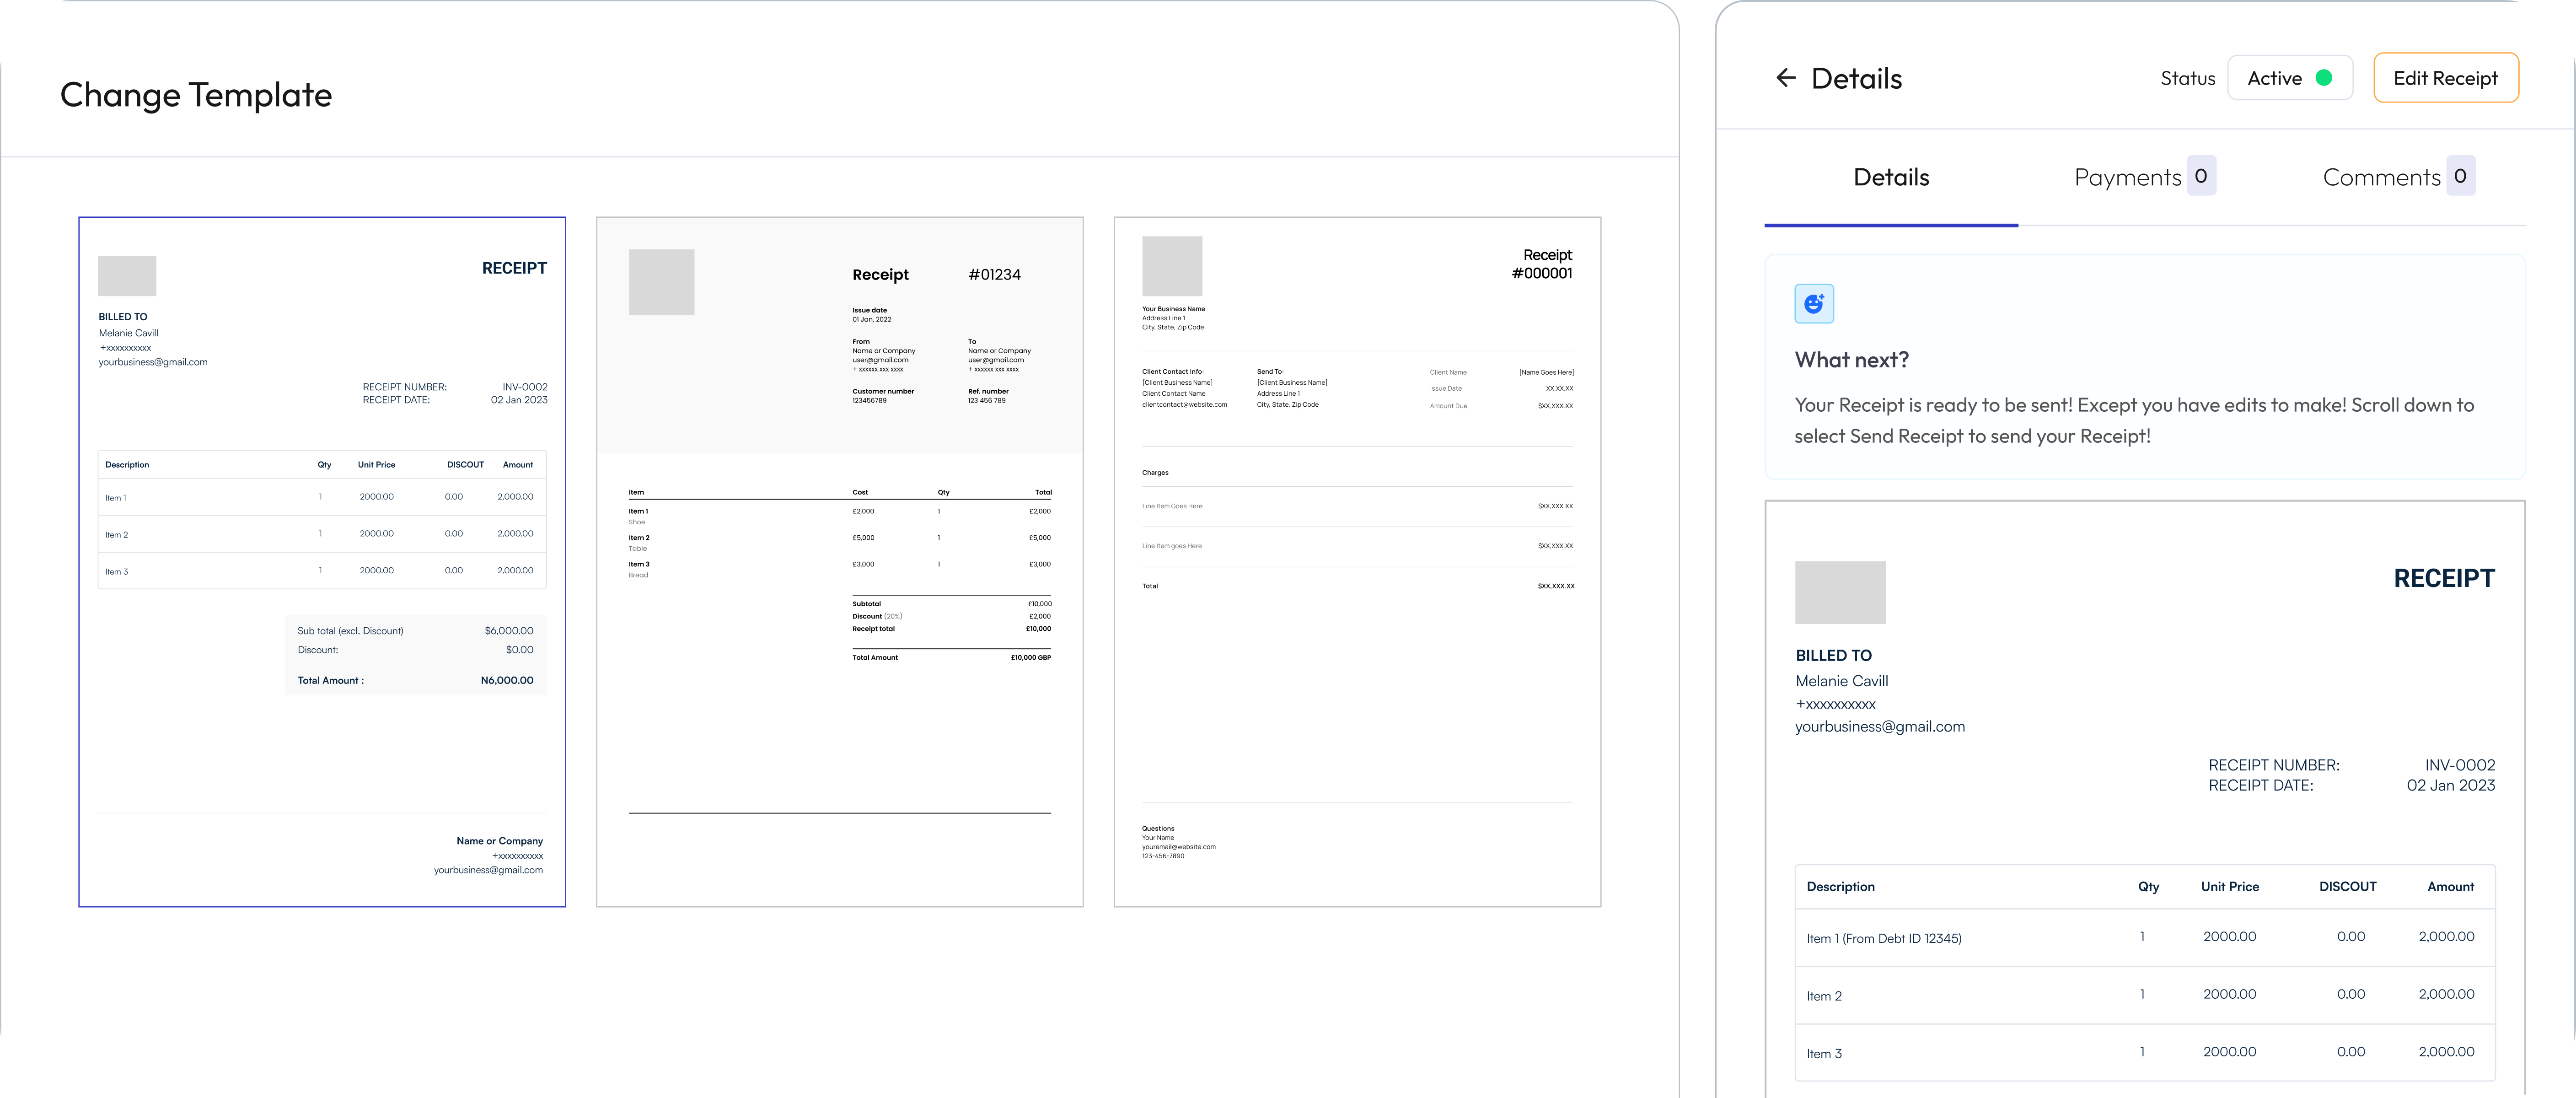 Change Template
RECEIPT
BILLED TO
Melanie Cavill
+xxxxxxxxxx
yourbusiness@gmail.com
RECEIPT NUMBER: INV-0002
RECEIPT DATE: 02 Jan 2023
Description Qty Unit Price DISCOUT Amount
Item 1 1 2000.00 0.00 2,000.00
Item 2 1 2000.00 0.00 2,000.00
Item 3 1 2000.00 0.00 2,000.00
Sub total (excl. Discount) $6,000.00
Discount: $0.00
Total Amount : N6,000.00
Name or Company
+xxxxxxxxxx
yourbusiness@gmail.com
Receipt #01234
Issue date
01 Jan, 2022
From To
Name or Company Name or Company
user@gmail.com user@gmail.com
+ xxxxxx xxx xxxx + xxxxxx xxx xxxx
Customer number Ref. number
123456789 123 456 789
Item Cost Qty Total
Item 1 £2,000 1 £2,000
Shoe
Item 2 £5,000 1 £5,000
Table
Item 3 £3,000 1 £3,000
Bread
Subtotal £10,000
Discount (20%) £2,000
Receipt total £10,000
Total Amount £10,000 GBP
Receipt
#000001
Your Business Name
Address Line 1
City, State, Zip Code
Client Contact Info: Send To: Client Name [Name Goes Here]
[Client Business Name] [Client Business Name] Issue Date XX.XX.XX
Client Contact Name Address Line 1
clientcontact@website.com City, State, Zip Code Amount Due $XX,XXX.XX
Charges
Line Item Goes Here $XX,XXX.XX
Line Item goes Here $XX,XXX.XX
Total $XX,XXX.XX
Questions
Your Name
youremail@website.com
123-456-7890
Details Status Active Edit Receipt
Details Payments 0 Comments 0
What next?
Your Receipt is ready to be sent! Except you have edits to make! Scroll down to
select Send Receipt to send your Receipt!
RECEIPT
BILLED TO
Melanie Cavill
+xxxxxxxxxx
yourbusiness@gmail.com
RECEIPT NUMBER: INV-0002
RECEIPT DATE: 02 Jan 2023
Description Qty Unit Price DISCOUT Amount
Item 1 (From Debt ID 12345) 1 2000.00 0.00 2,000.00
Item 2 1 2000.00 0.00 2,000.00
Item 3 1 2000.00 0.00 2,000.00